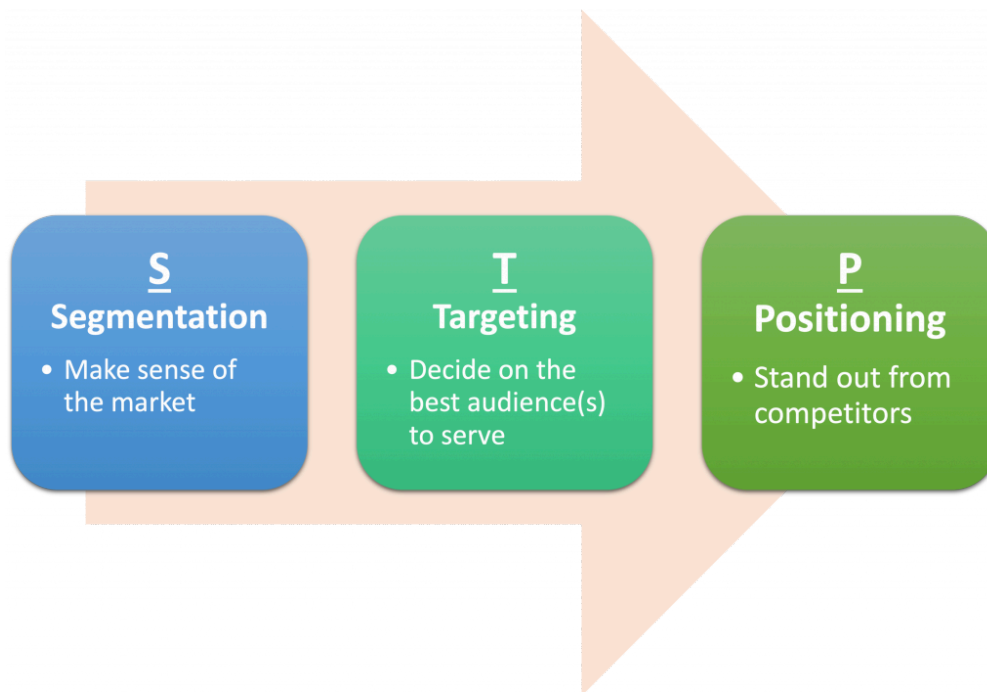 S
Segmentation
• Make sense of
the market
T
Targeting
• Decide on the
best audience(s)
to serve
P
Positioning
• Stand out from
competitors